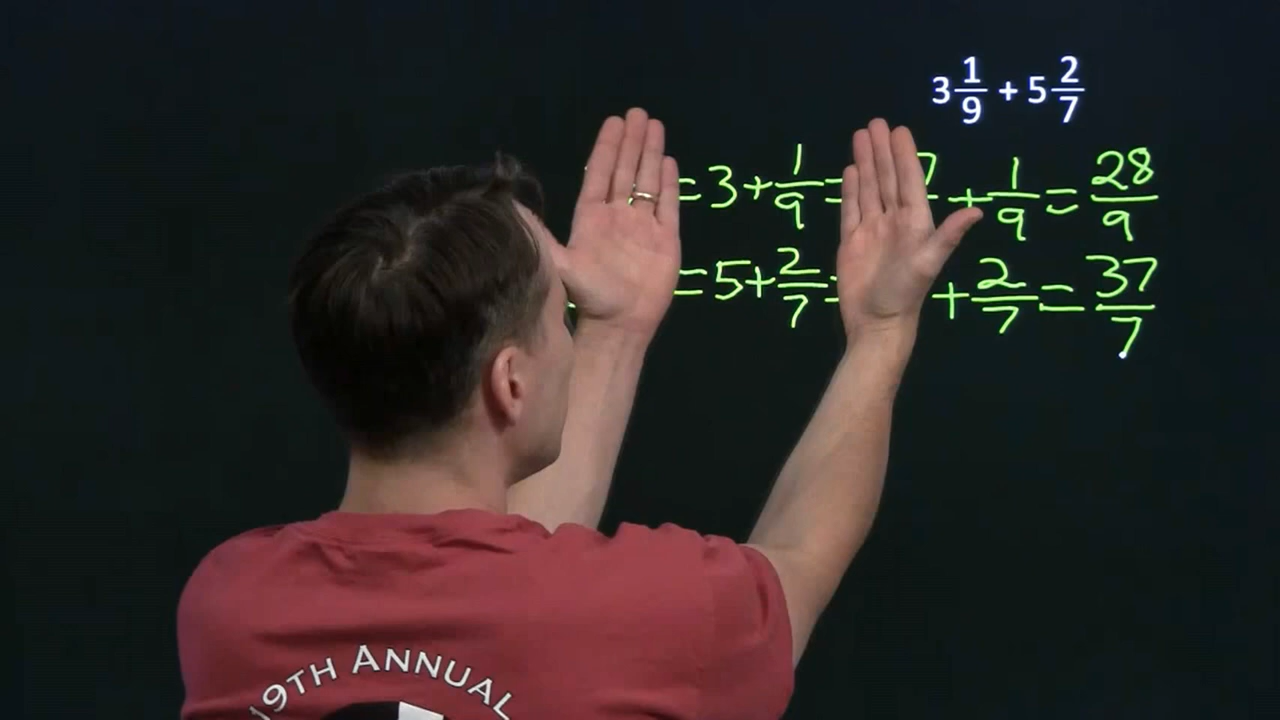 3 1/9 + 5 2/7
= 3 + 1/9 = 7 + 1/9 = 28/9
= 5 + 2/7 = + 2/7 = 37/7
19TH ANNUAL